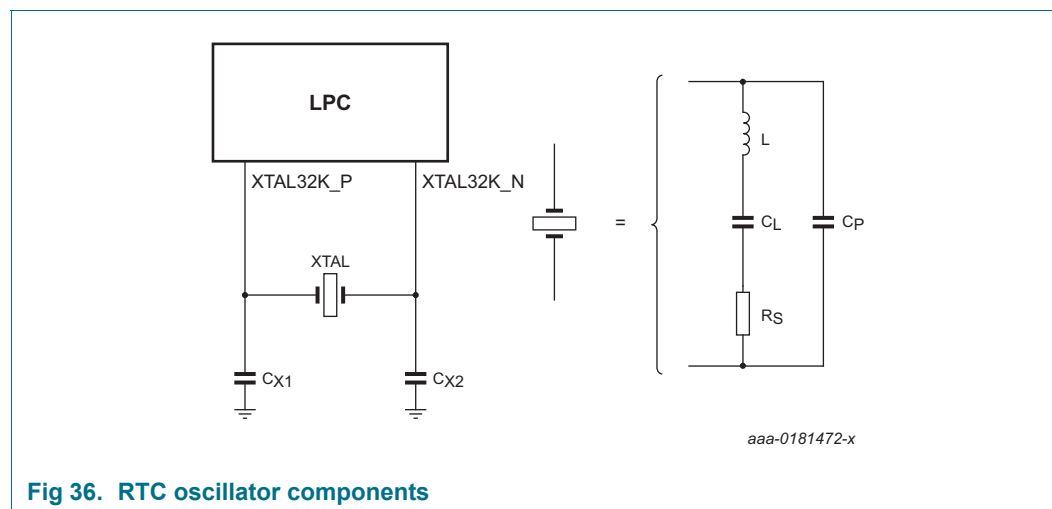 LPC
XTAL32K_P
XTAL32K_N
XTAL
CX1
CX2
=
L
CL
CP
RS
aaa-0181472-x
Fig 36. RTC oscillator components